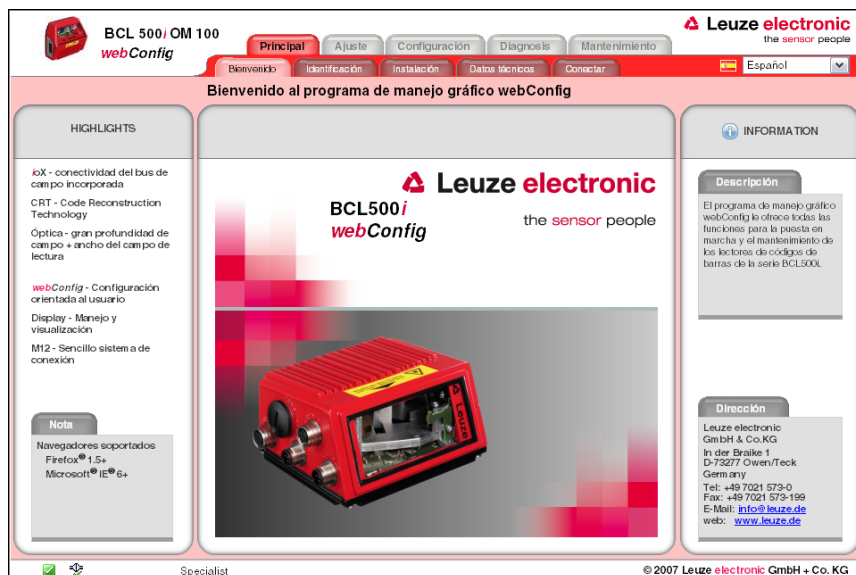 BCL 500i OM 100
webConfig
Principal
Ajuste
Configuración
Diagnosis
Mantenimiento
Leuze electronic
the sensor people
Bienvenido
Identificación
Instalación
Datos técnicos
Conectar
Español
Bienvenido al programa de manejo gráfico webConfig
HIGHLIGHTS
ioX - conectividad del bus de
campo incorporada
CRT - Code Reconstruction
Technology
Óptica - gran profundidad de
campo + ancho del campo de
lectura
webConfig - Configuración
orientada al usuario
Display - Manejo y
visualización
M12 - Sencillo sistema de
conexión
Nota
Navegadores soportados
Firefox® 1.5+
Microsoft® IE® 6+
Leuze electronic
the sensor people
BCL500i
webConfig
Leuze
INFORMATION
Descripción
El programa de manejo gráfico
webConfig le ofrece todas las
funciones para la puesta en
marcha y el mantenimiento de
los lectores de códigos de
barras de la serie BCL500i.
Dirección
Leuze electronic
GmbH & Co.KG
In der Braike 1
D-73277 Owen/Teck
Germany
Tel: +49 7021 573-0
Fax: +49 7021 573-199
E-Mail: info@leuze.de
web: www.leuze.de
Specialist
© 2007 Leuze electronic GmbH + Co. KG